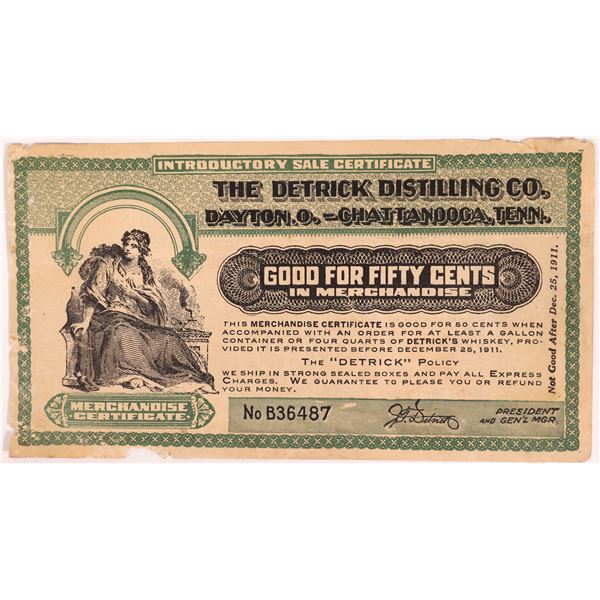 INTRODUCTORY SALE CERTIFICATE
THE DETRICK DISTILLING CO.
DAYTON, O. – CHATTANOOGA, TENN.
GOOD FOR FIFTY CENTS
IN MERCHANDISE
THIS MERCHANDISE CERTIFICATE IS GOOD FOR 50 CENTS WHEN
ACCOMPANIED WITH AN ORDER FOR AT LEAST A GALLON
CONTAINER OR FOUR QUARTS OF DETRICK'S WHISKEY, PRO-
VIDED IT IS PRESENTED BEFORE DECEMBER 25, 1911.
THE "DETRICK" POLICY
WE SHIP IN STRONG SEALED BOXES AND PAY ALL EXPRESS
CHARGES. WE GUARANTEE TO PLEASE YOU OR REFUND
YOUR MONEY.
Not Good After Dec. 25, 1911.
MERCHANDISE
CERTIFICATE
No B36487
PRESIDENT
AND GEN'L MGR.